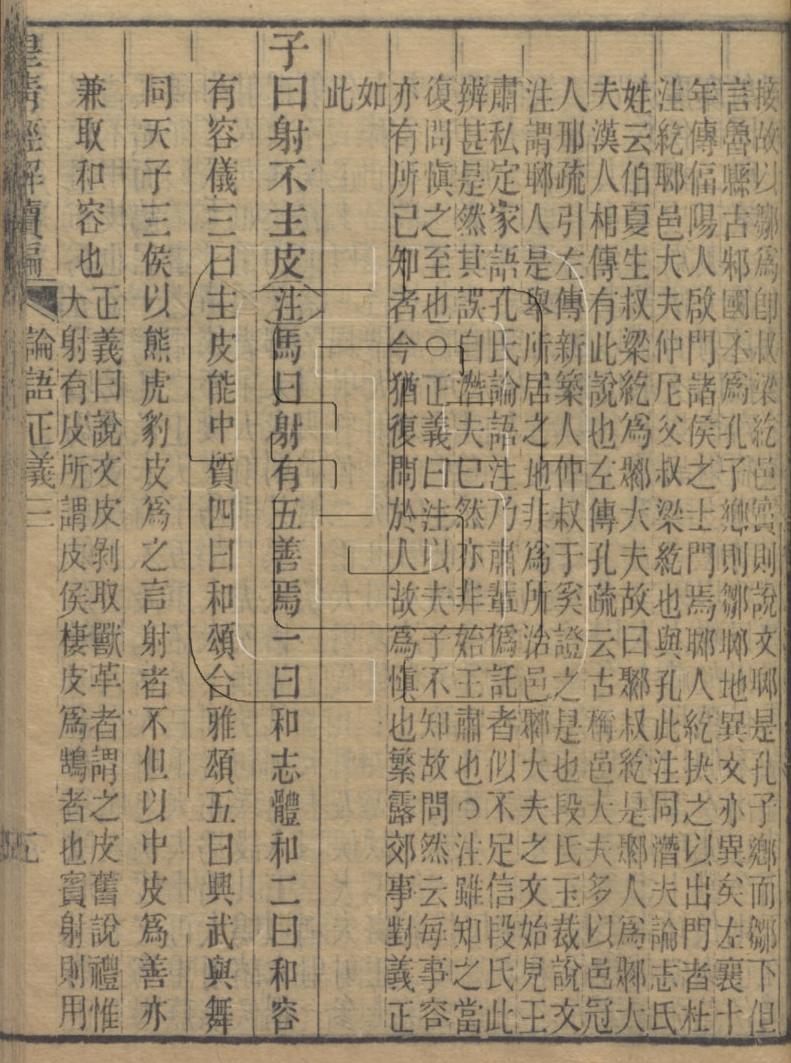 接故以鄹爲卽叔梁紇邑實則說文郰是孔子鄉而鄒下但
言魯縣古邾國不爲孔子鄉則鄒郰地異文亦異矣左襄十
年傳偪陽人啟門諸侯之士門焉郰人紇抉之以出門者杜
注紇郰邑大夫仲尼父叔梁紇也與孔此注同潛夫論志氏
姓云伯夏生叔梁紇爲鄹大夫故曰鄹叔紇是鄹人爲鄹大
夫漢人相傳有此說也左傳孔疏云古稱邑大夫多以邑冠
人邢疏引左傳新築人仲叔于奚證之是也段氏玉裁說文
注謂郰人是舉所居之地非爲所治邑鄹大夫之文始見王
肅私定家語孔氏論語注乃肅輩僞託者似不足信段氏此
辨甚是然其誤自潛夫已然亦非始王肅也○注雖知之當
復問愼之至也○正義曰注以夫子不知故問然云每事容
亦有所已知者今猶復問於人故爲愼也繁露郊事對義正
如
此
子曰射不主皮注馬曰射有五善焉一曰和志體和二曰和容
有容儀三曰主皮能中質四曰和頌合雅頌五曰興武與舞
同天子三侯以熊虎豹皮爲之言射者不但以中皮爲善亦
兼取和容也
正義曰說文皮剝取獸革者謂之皮舊說禮惟
大射有皮所謂皮侯棲皮爲鵠者也賓射則用
皇淸經解續編
論語正義三